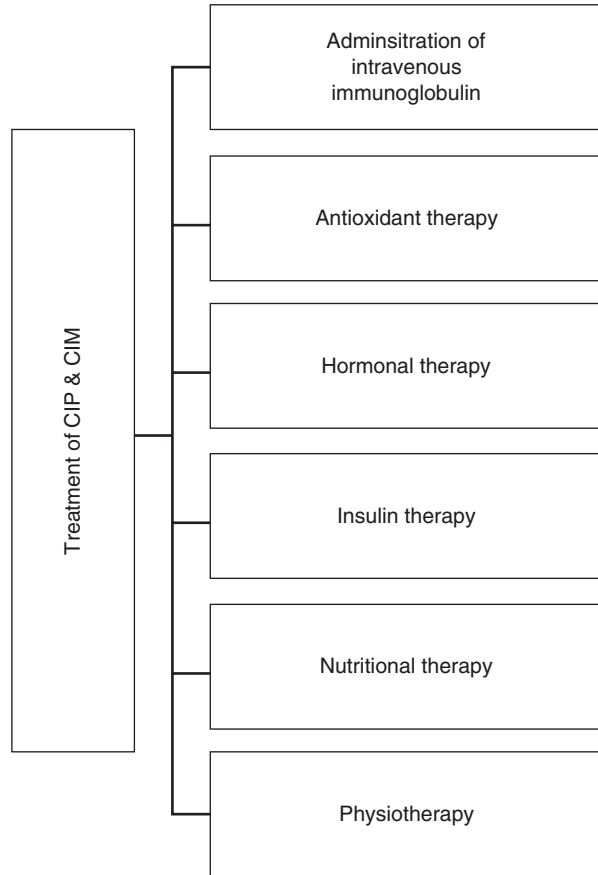 Treatment of CIP & CIM
Adminsitration of
intravenous
immunoglobulin
Antioxidant therapy
Hormonal therapy
Insulin therapy
Nutritional therapy
Physiotherapy